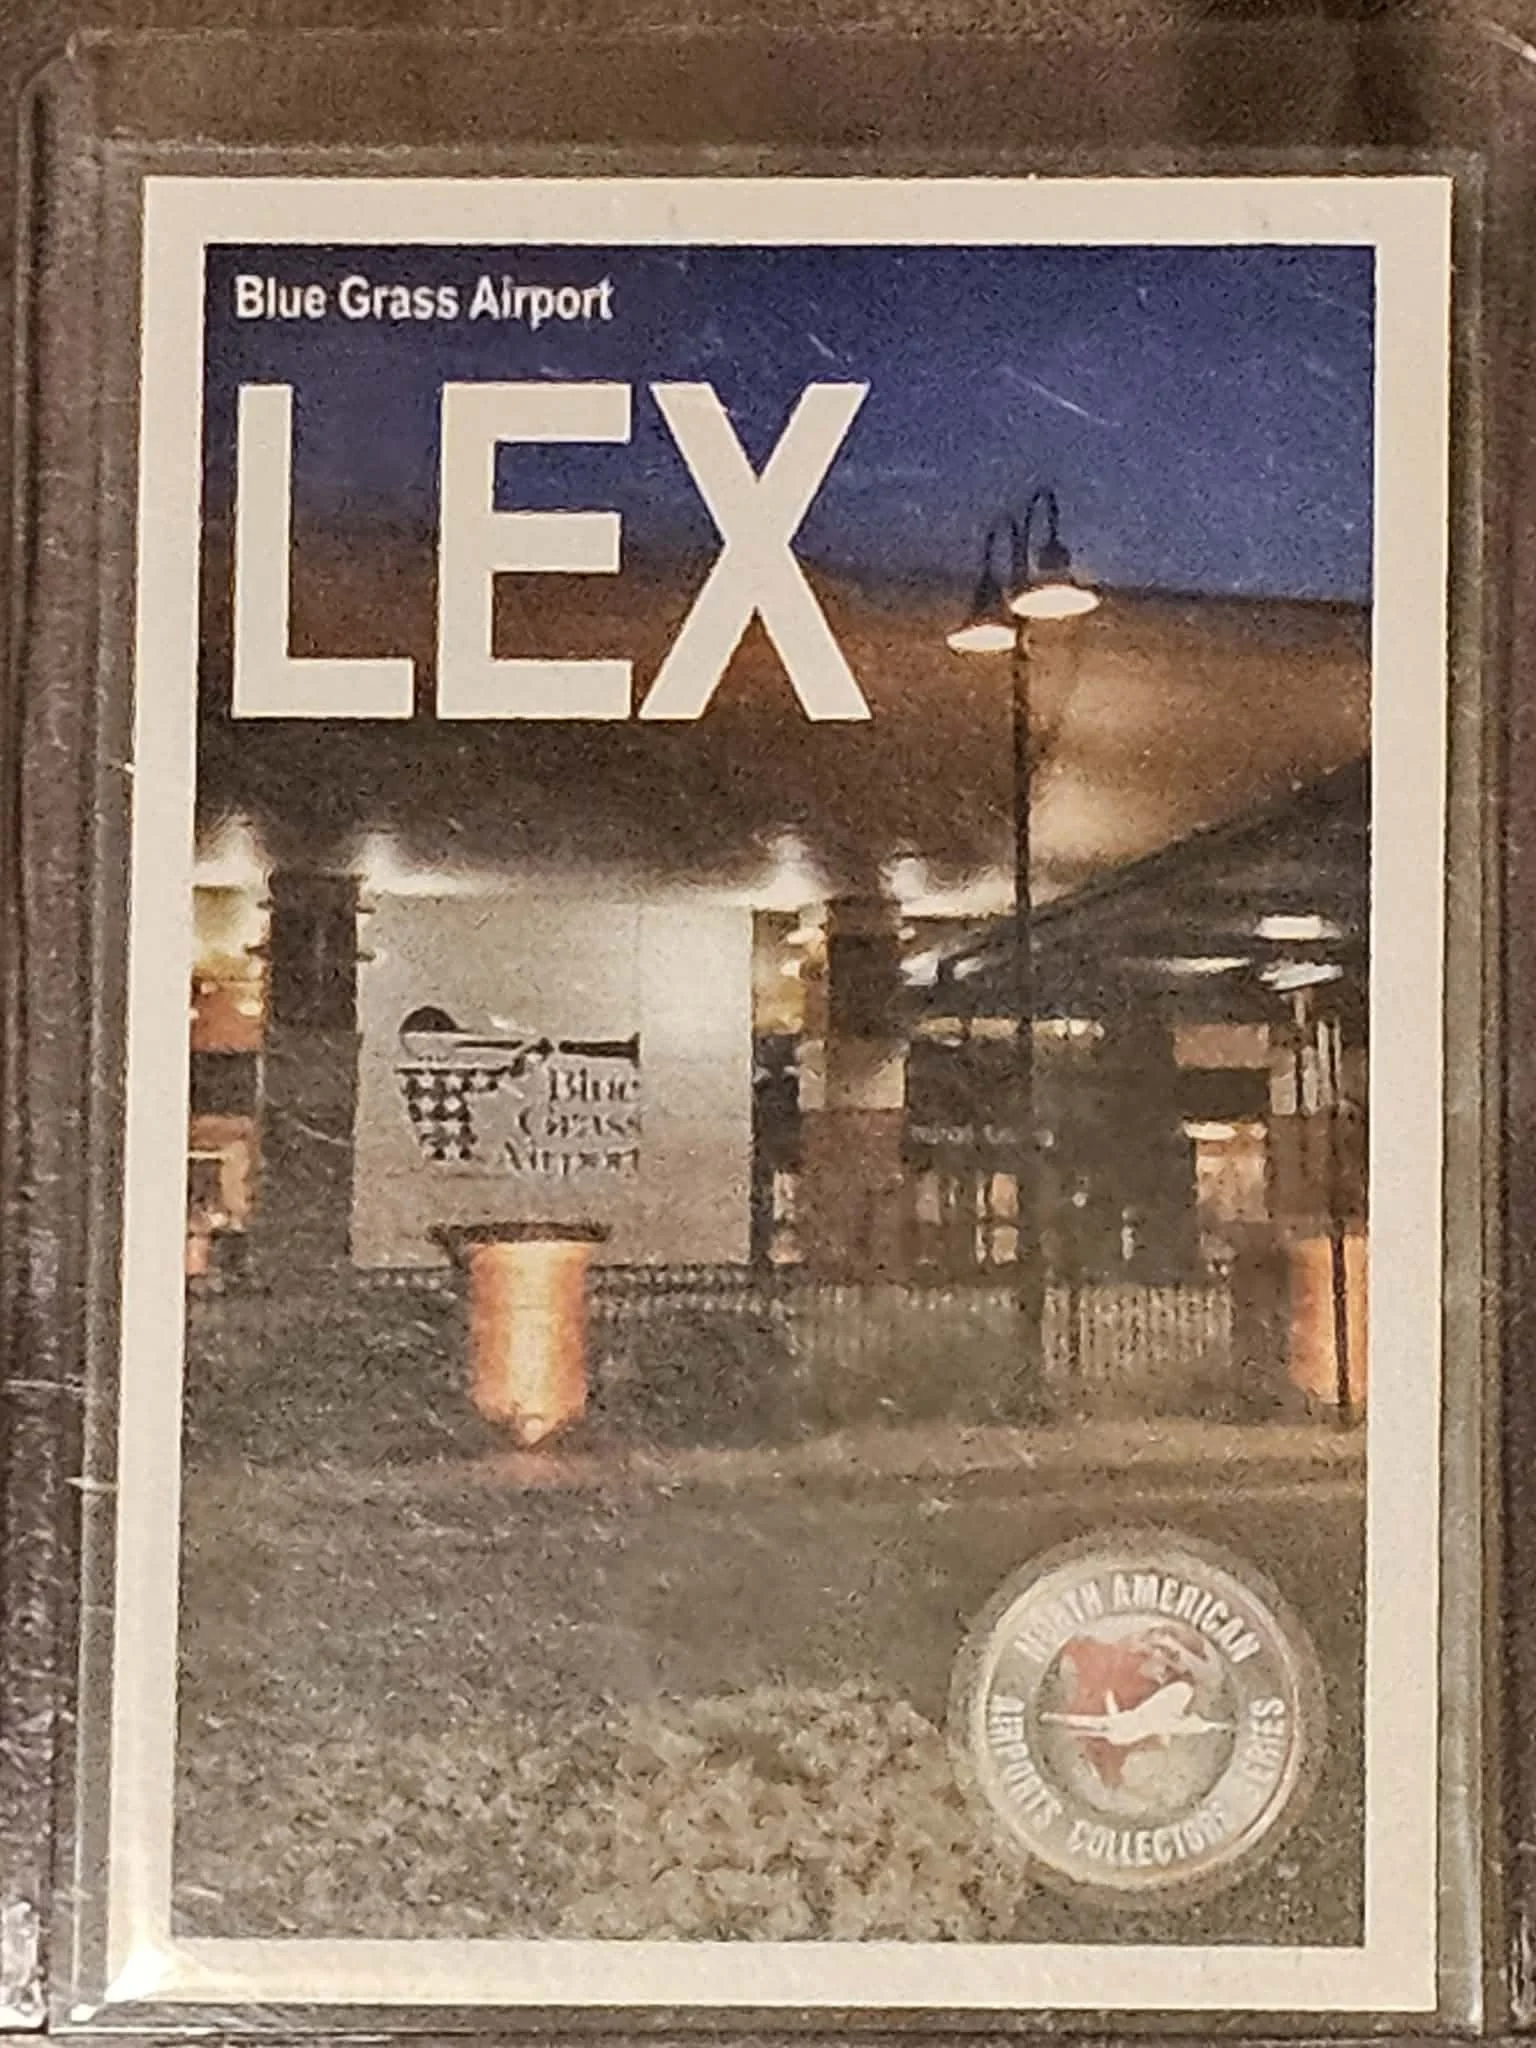 Blue Grass Airport
LEX
Blue
Grass
Airport
NORTH AMERICAN
AIRPORTS COLLECTORS SERIES